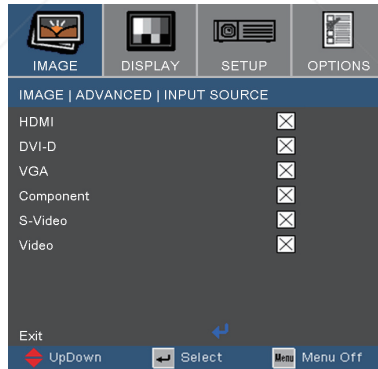 IMAGE DISPLAY SETUP OPTIONS
IMAGE | ADVANCED | INPUT SOURCE
HDMI
DVI-D
VGA
Component
S-Video
Video
Exit
UpDown Select Menu Menu Off